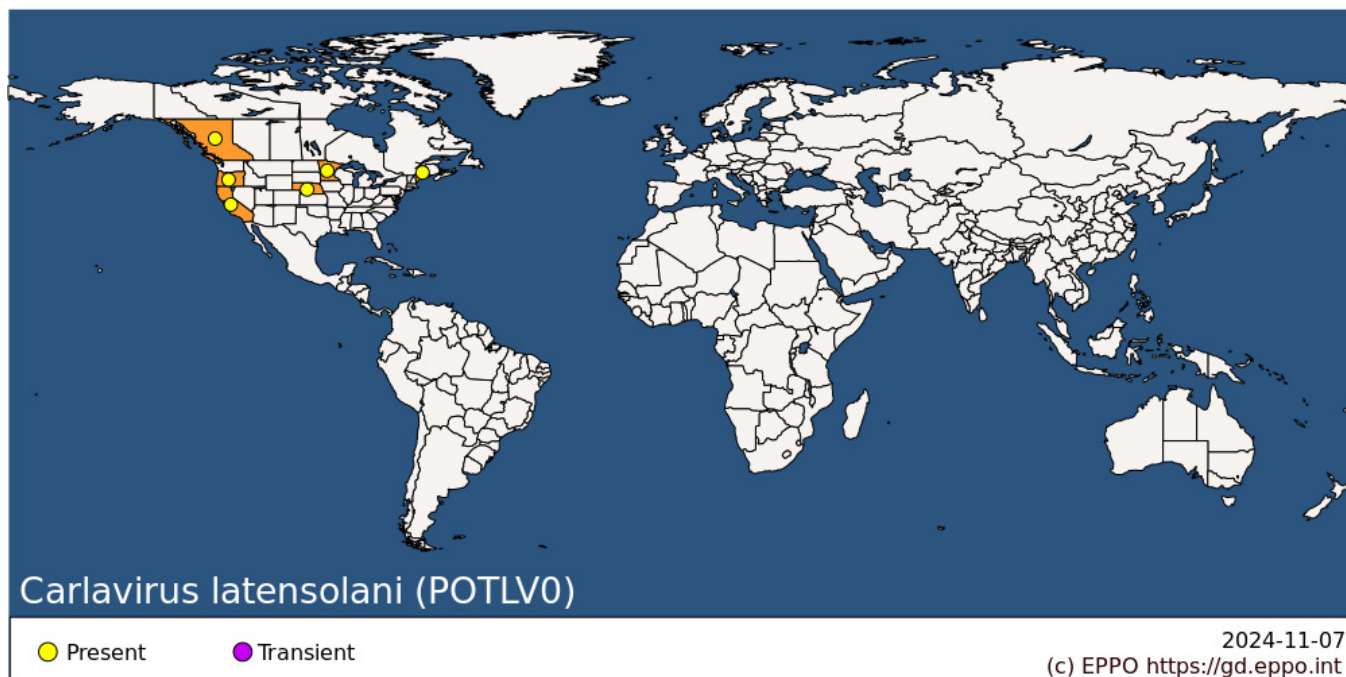 Carlavirus latensolani (POTLV0)
Present
Transient
2024-11-07
(c) EPPO https://gd.eppo.int